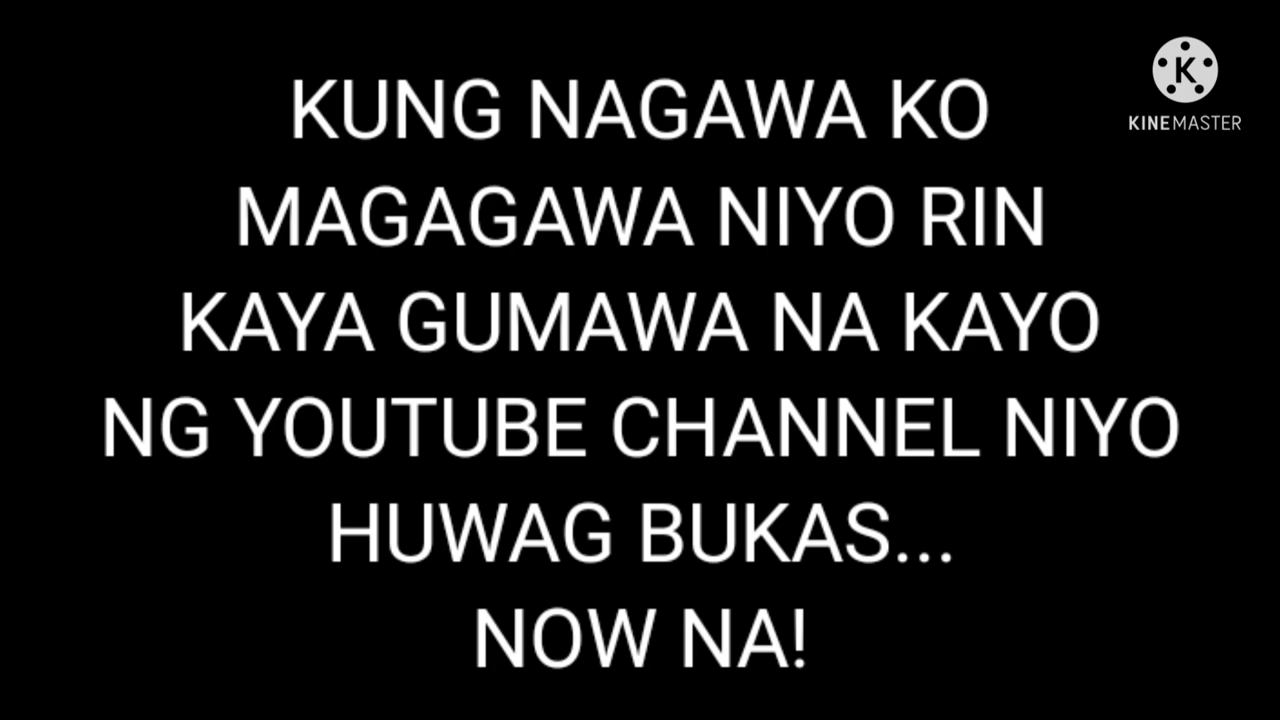 KUNG NAGAWA KO
MAGAGAWA NIYO RIN
KAYA GUMAWA NA KAYO
NG YOUTUBE CHANNEL NIYO
HUWAG BUKAS...
NOW NA!
K
KINEMASTER